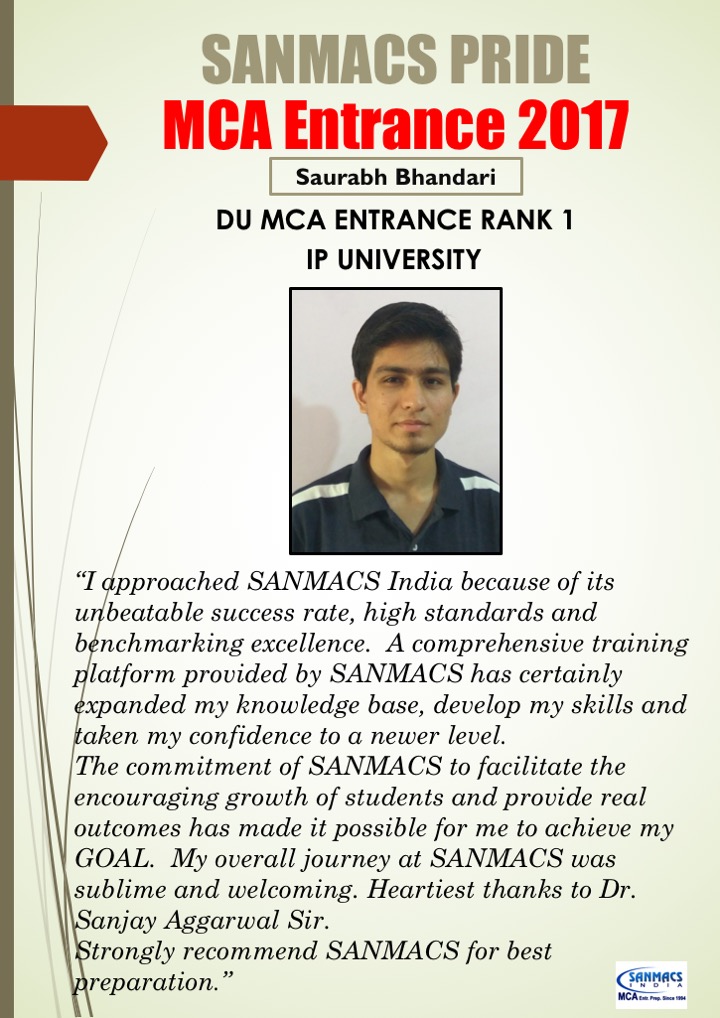 SANMACS PRIDE
MCA Entrance 2017
Saurabh Bhandari
DU MCA ENTRANCE RANK 1
IP UNIVERSITY
“I approached SANMACS India because of its
unbeatable success rate, high standards and
benchmarking excellence.  A comprehensive training
platform provided by SANMACS has certainly
expanded my knowledge base, develop my skills and
taken my confidence to a newer level.
The commitment of SANMACS to facilitate the
encouraging growth of students and provide real
outcomes has made it possible for me to achieve my
GOAL.  My overall journey at SANMACS was
sublime and welcoming. Heartiest thanks to Dr.
Sanjay Aggarwal Sir.
Strongly recommend SANMACS for best
preparation.”
SANMACS
INDIA
MCA Entr. Prep. Since 1994